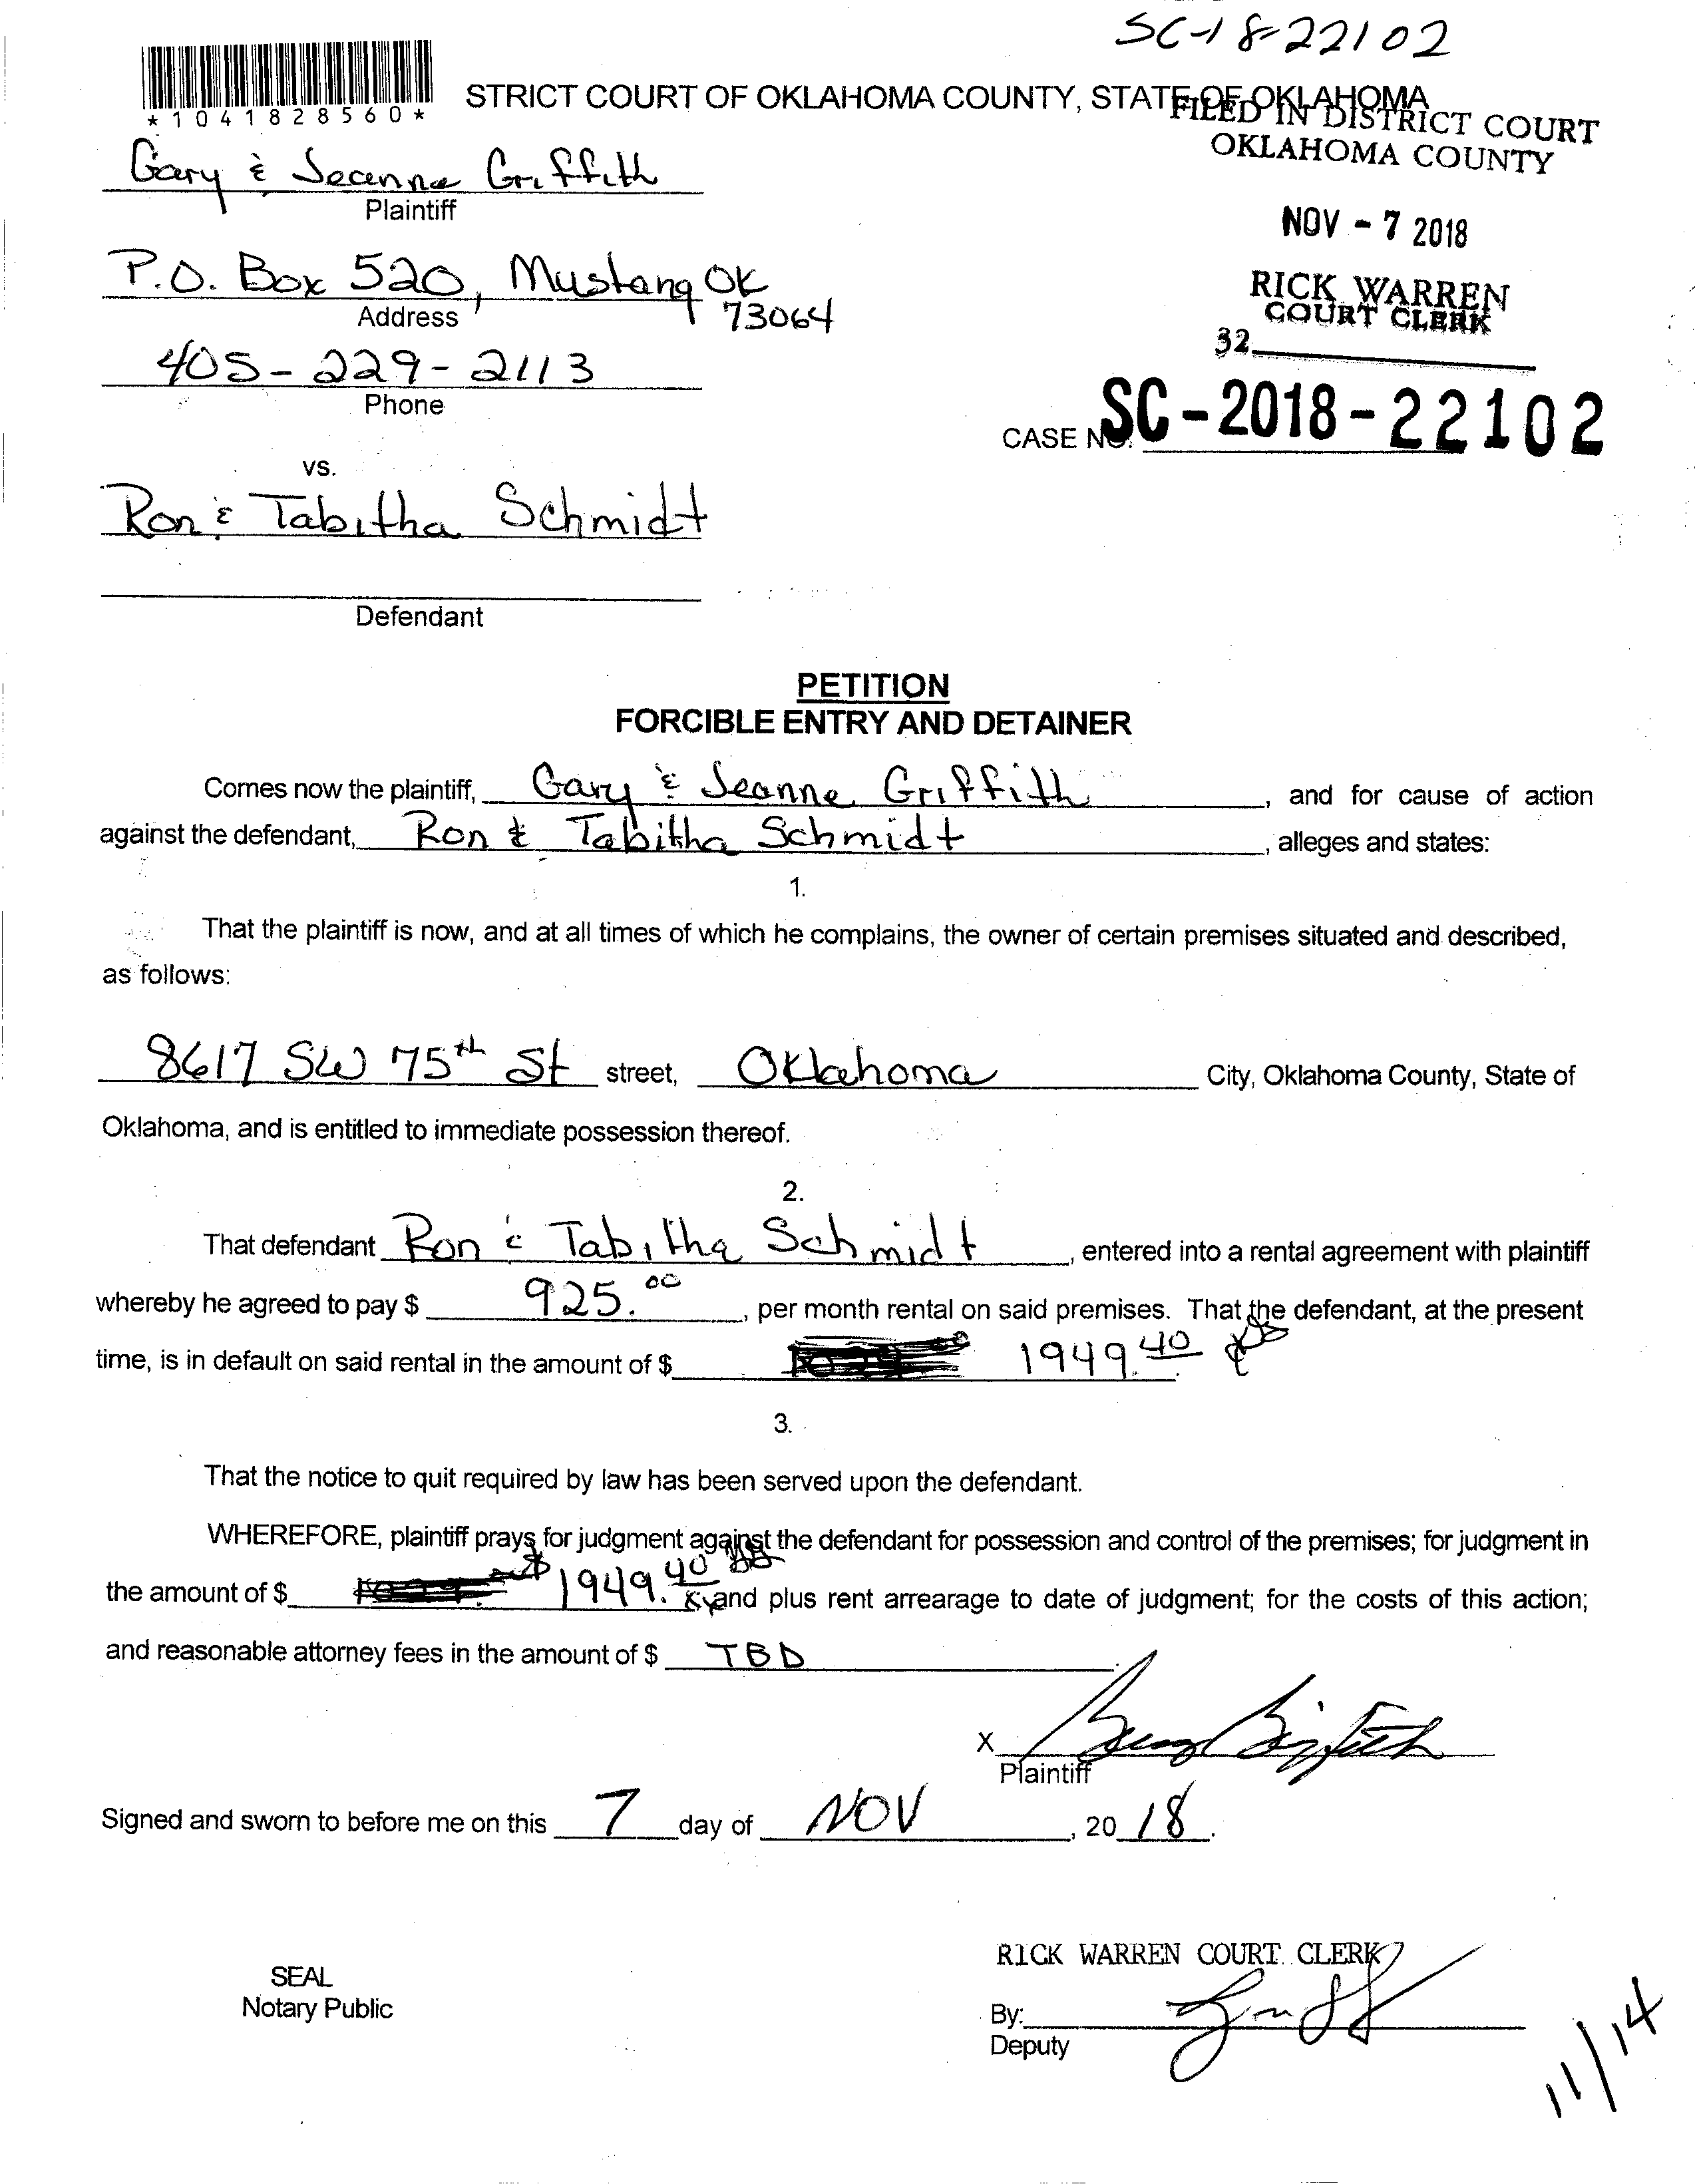 SC-18-22102
*1041828560*
STRICT COURT OF OKLAHOMA COUNTY, STATE OF OKLAHOMA
FILED IN DISTRICT COURT
OKLAHOMA COUNTY
Gary & Jeanne Griffith
Plaintiff
NOV - 7 2018
P.O. Box 520, Mustang OK
73064
Address
RICK WARREN
COURT CLERK
32
405-229-2113
Phone
CASE NO. SC-2018-22102
vs.
Ron & Tabitha Schmidt
Defendant
PETITION
FORCIBLE ENTRY AND DETAINER
Comes now the plaintiff, Gary & Jeanne Griffith, and for cause of action
against the defendant, Ron & Tabitha Schmidt, alleges and states:
1.
That the plaintiff is now, and at all times of which he complains, the owner of certain premises situated and described,
as follows:
8617 SW 75th St street, Oklahoma City, Oklahoma County, State of
Oklahoma, and is entitled to immediate possession thereof.
2.
That defendant Ron & Tabitha Schmidt, entered into a rental agreement with plaintiff
whereby he agreed to pay $ 925.00, per month rental on said premises. That the defendant, at the present
time, is in default on said rental in the amount of $ 1949.40
3.
That the notice to quit required by law has been served upon the defendant.
WHEREFORE, plaintiff prays for judgment against the defendant for possession and control of the premises; for judgment in
the amount of $ 1949.40 and plus rent arrearage to date of judgment; for the costs of this action;
and reasonable attorney fees in the amount of $ TBD
X Gary Griffith
Plaintiff
Signed and sworn to before me on this 7 day of NOV, 20 18.
RICK WARREN COURT CLERK
SEAL
Notary Public
By:
Deputy
11/14